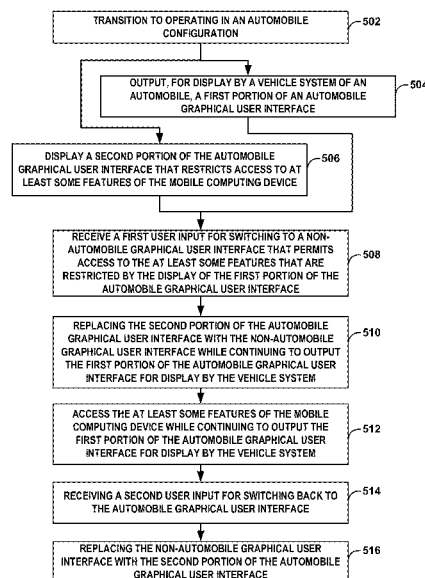 TRANSITION TO OPERATING IN AN AUTOMOBILE
CONFIGURATION
502
OUTPUT, FOR DISPLAY BY A VEHICLE SYSTEM OF AN
AUTOMOBILE, A FIRST PORTION OF AN AUTOMOBILE
GRAPHICAL USER INTERFACE
504
DISPLAY A SECOND PORTION OF THE AUTOMOBILE
GRAPHICAL USER INTERFACE THAT RESTRICTS ACCESS TO AT
LEAST SOME FEATURES OF THE MOBILE COMPUTING DEVICE
506
RECEIVE A FIRST USER INPUT FOR SWITCHING TO A NON-
AUTOMOBILE GRAPHICAL USER INTERFACE THAT PERMITS
ACCESS TO THE AT LEAST SOME FEATURES THAT ARE
RESTRICTED BY THE DISPLAY OF THE FIRST PORTION OF THE
AUTOMOBILE GRAPHICAL USER INTERFACE
508
REPLACING THE SECOND PORTION OF THE AUTOMOBILE
GRAPHICAL USER INTERFACE WITH THE NON-AUTOMOBILE
GRAPHICAL USER INTERFACE WHILE CONTINUING TO OUTPUT
THE FIRST PORTION OF THE AUTOMOBILE GRAPHICAL USER
INTERFACE FOR DISPLAY BY THE VEHICLE SYSTEM
510
ACCESS THE AT LEAST SOME FEATURES OF THE MOBILE
COMPUTING DEVICE WHILE CONTINUING TO OUTPUT THE
FIRST PORTION OF THE AUTOMOBILE GRAPHICAL USER
INTERFACE FOR DISPLAY BY THE VEHICLE SYSTEM
512
RECEIVING A SECOND USER INPUT FOR SWITCHING BACK TO
THE AUTOMOBILE GRAPHICAL USER INTERFACE
514
REPLACING THE NON-AUTOMOBILE GRAPHICAL USER
INTERFACE WITH THE SECOND PORTION OF THE AUTOMOBILE
GRAPHICAL USER INTERFACE
516